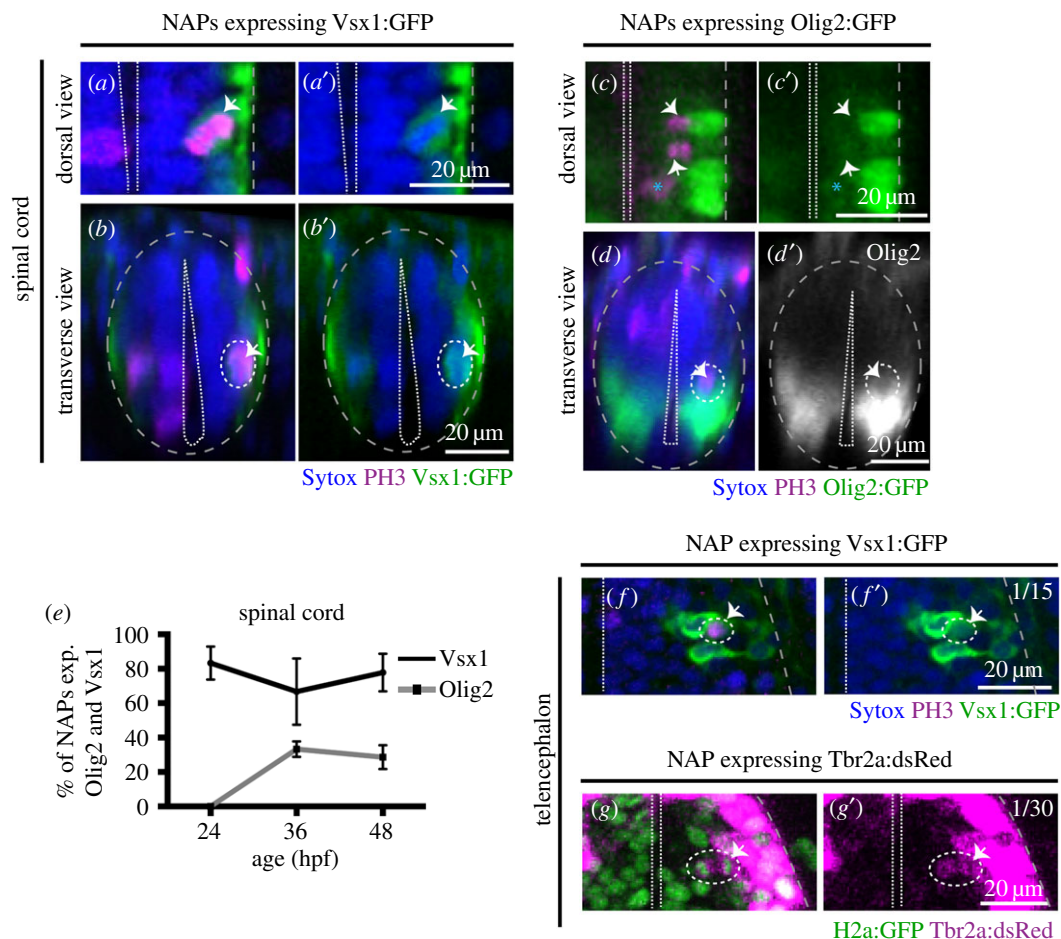 NAPs expressing Vsx1:GFP
spinal cord
dorsal view
(a)
(a′)
20 µm
transverse view
(b)
(b′)
20 µm
Sytox PH3 Vsx1:GFP
NAPs expressing Olig2:GFP
dorsal view
(c)
*
(c′)
*
20 µm
transverse view
(d)
(d′)
Olig2
20 µm
Sytox PH3 Olig2:GFP
(e)
spinal cord
% of NAPs exp.
Olig2 and Vsx1
100
80
60
40
20
0
24
36
48
age (hpf)
Vsx1
Olig2
telencephalon
NAP expressing Vsx1:GFP
(f)
(f′)
1/15
20 µm
Sytox PH3 Vsx1:GFP
NAP expressing Tbr2a:dsRed
(g)
(g′)
1/30
20 µm
H2a:GFP Tbr2a:dsRed